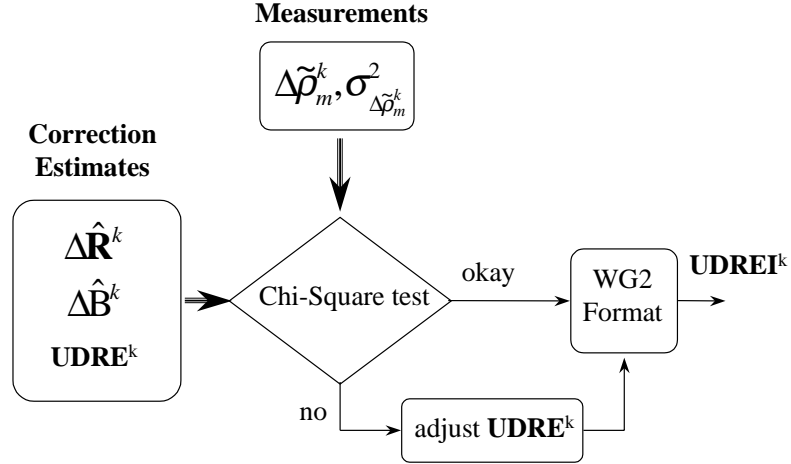 Measurements
Δρ̃ₘᵏ, σ²_Δρ̃ₘᵏ
Correction
Estimates
ΔR̂ᵏ
ΔB̂ᵏ
UDREᵏ
Chi-Square test
okay
WG2
Format
UDREIᵏ
no
adjust UDREᵏ